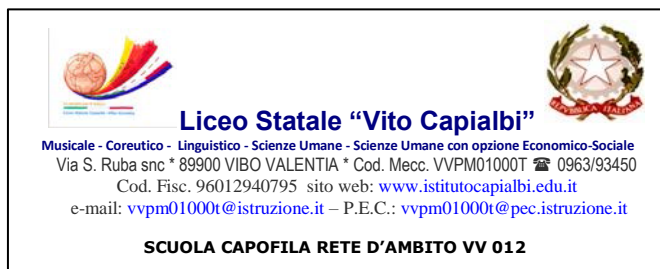 Liceo Statale “Vito Capialbi”
Musicale - Coreutico - Linguistico - Scienze Umane - Scienze Umane con opzione Economico-Sociale
Via S. Ruba snc * 89900 VIBO VALENTIA * Cod. Mecc. VVPM01000T ☎ 0963/93450
Cod. Fisc. 96012940795 sito web: www.istitutocapialbi.edu.it
e-mail: vvpm01000t@istruzione.it – P.E.C.: vvpm01000t@pec.istruzione.it
SCUOLA CAPOFILA RETE D’AMBITO VV 012